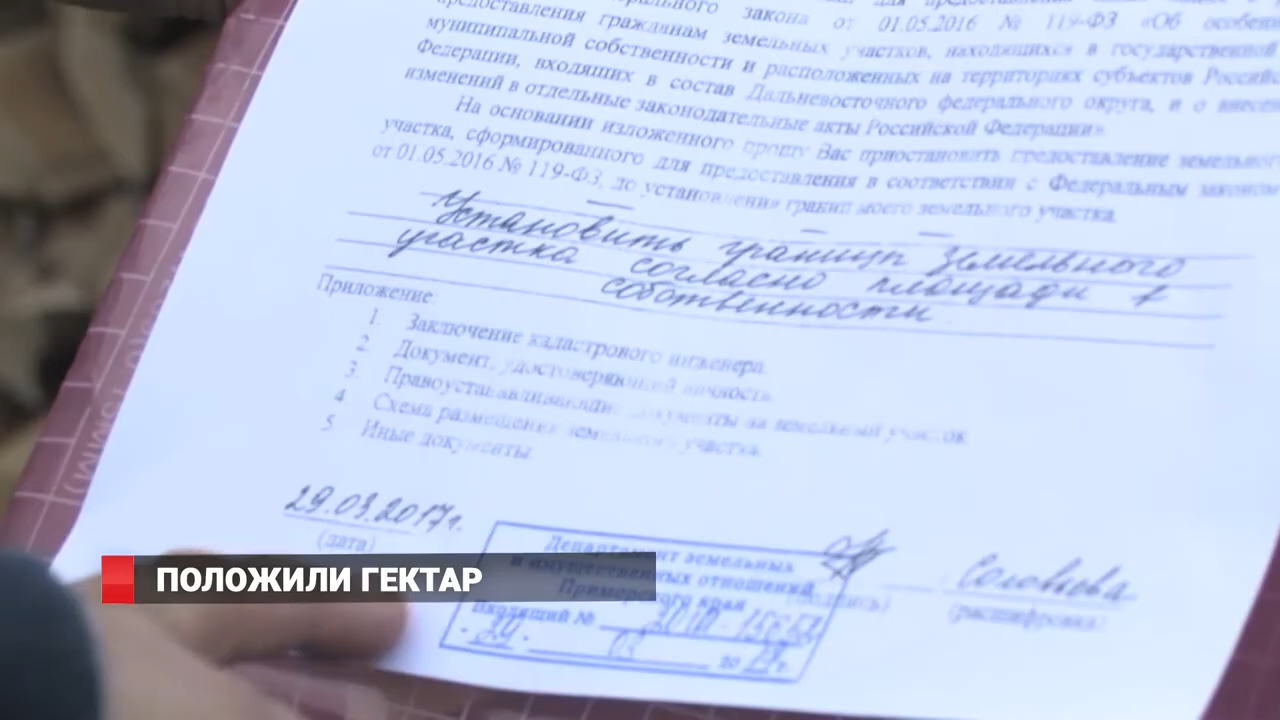 закона от 01.05.2016 № 119-ФЗ «Об
предоставления гражданам земельных участков, находящихся в государственной
муниципальной собственности и расположенных на территориях субъектов
Федерации, входящих в состав Дальневосточного федерального округа, и о
изменений в отдельные законодательные акты Российской Федерации»
На основании изложенного прошу Вас приостановить предоставление
участка, сформированного для предоставления в соответствии с Федеральным законом
от 01.05.2016 № 119-ФЗ, до установления границ моего земельного участка.
Установить границы земельного
участка согласно площади
собственности
Приложение:
1. Заключение кадастрового инженера.
2. Документ, удостоверяющий личность
3. Правоустанавливающие документы на земельный участок
4. Схема размещения земельного участка.
5. Иные документы.
29.03.2017г.
(дата)
(подпись)
Соловьева
(расшифровка)
Департамент земельных
и имущественных отношений
Приморского края
Входящий №
29. 03 20 г.
ПОЛОЖИЛИ ГЕКТАР